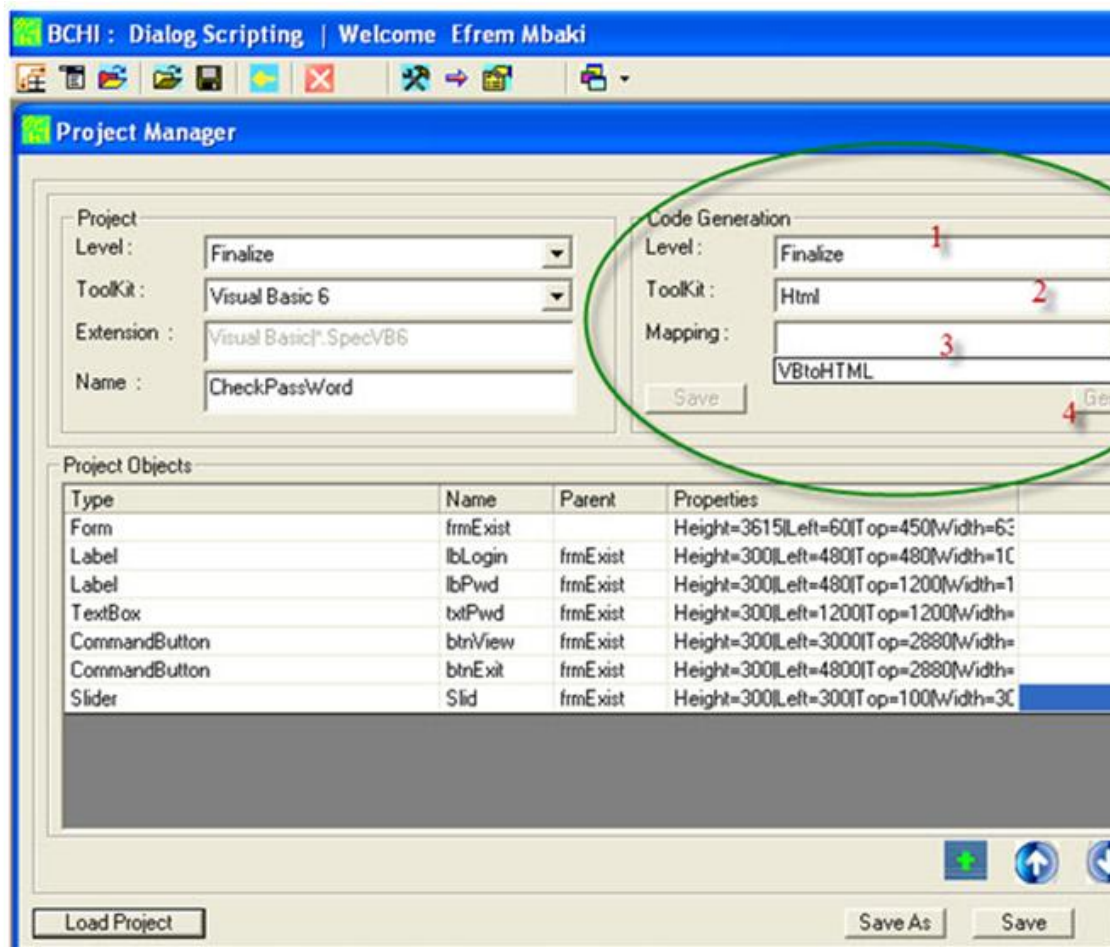 BCHI : Dialog Scripting | Welcome Efrem Mbaki
Project Manager
Project
Level :
Finalize
ToolKit :
Visual Basic 6
Extension :
Visual Basic|*.SpecVB6
Name :
CheckPassWord
Code Generation
Level :
Finalize
1
ToolKit :
Html
2
Mapping :
3
VBtoHTML
Save
4
Project Objects
Type Name Parent Properties
Form frmExist Height=3615|Left=60|Top=450|Width=63
Label lbLogin frmExist Height=300|Left=480|Top=480|Width=10
Label lbPwd frmExist Height=300|Left=480|Top=1200|Width=1
TextBox txtPwd frmExist Height=300|Left=1200|Top=1200|Width=
CommandButton btnView frmExist Height=300|Left=3000|Top=2880|Width=
CommandButton btnExit frmExist Height=300|Left=4800|Top=2880|Width=
Slider Slid frmExist Height=300|Left=300|Top=100|Width=30
Load Project
Save As
Save